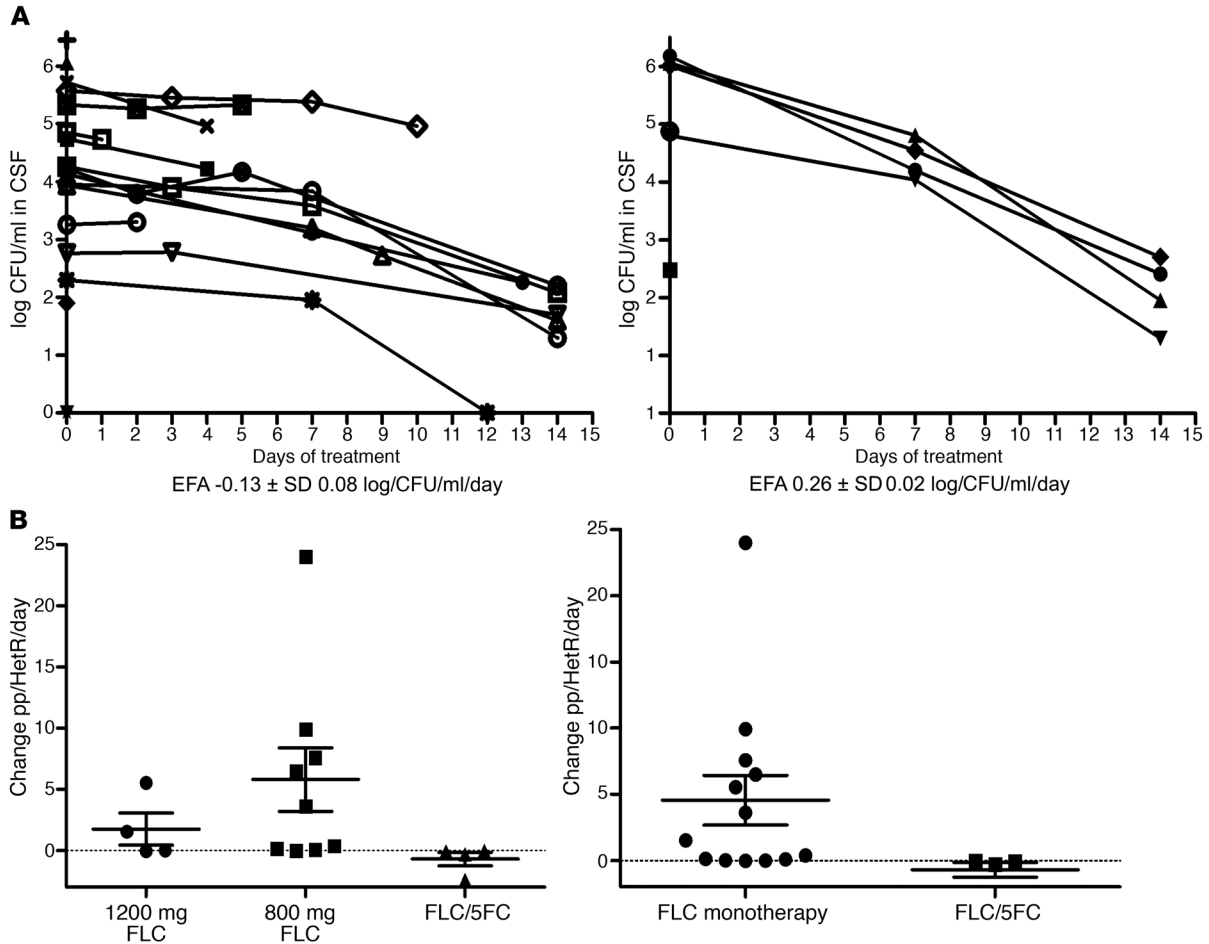 A
log CFU/ml in CSF
6
5
4
3
2
1
0
0 1 2 3 4 5 6 7 8 9 10 11 12 13 14 15
Days of treatment
EFA -0.13 ± SD 0.08 log/CFU/ml/day
log CFU/ml in CSF
6
5
4
3
2
1
1
0 1 2 3 4 5 6 7 8 9 10 11 12 13 14 15
Days of treatment
EFA 0.26 ± SD 0.02 log/CFU/ml/day
B
Change pp/HetR/day
25
20
15
10
5
0
1200 mg
FLC
800 mg
FLC
FLC/5FC
Change pp/HetR/day
25
20
10
10
5
0
FLC monotherapy
FLC/5FC